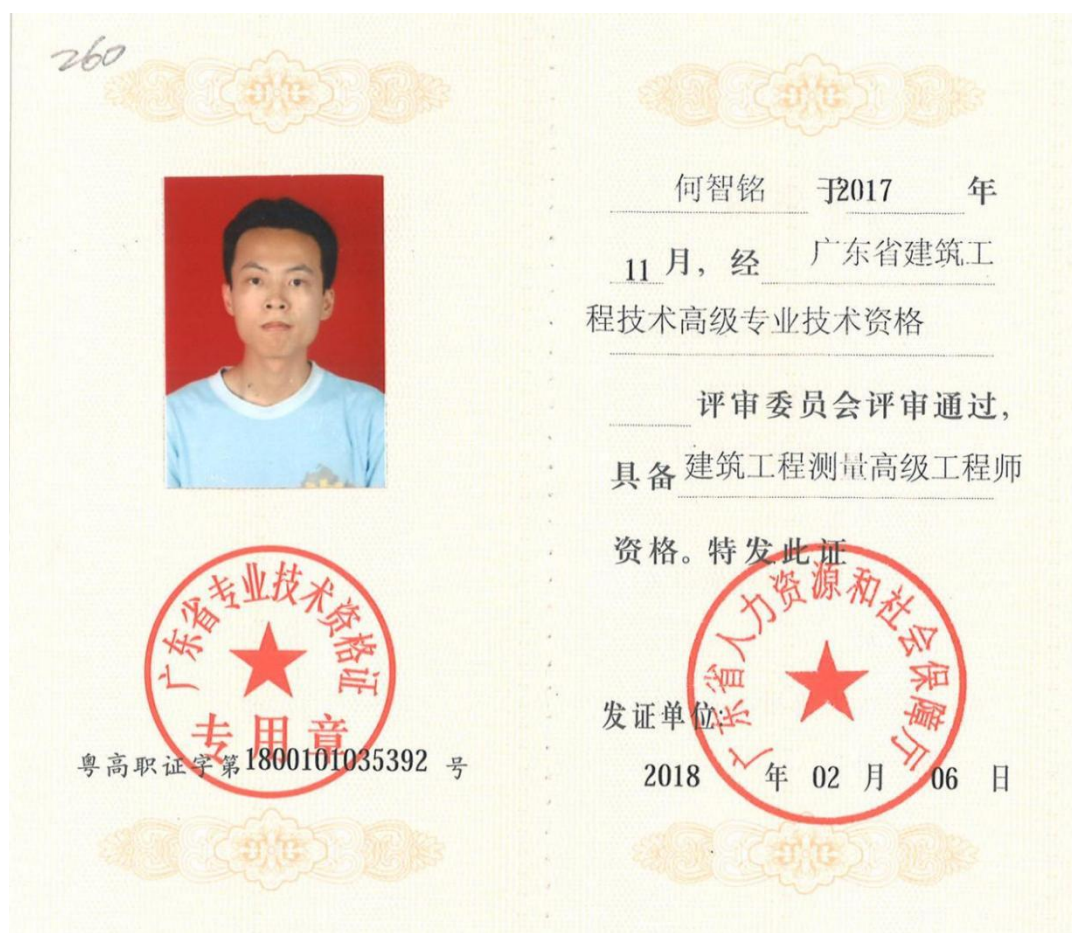 260
广东省专业技术资格证
专用章
粤高职证字第1800101035392 号
何智铭 于2017 年
11 月，经 广东省建筑工
程技术高级专业技术资格
评审委员会评审通过，
具备 建筑工程测量高级工程师
资格。特发此证
广东省人力资源和社会保障厅
发证单位:
2018 年 02 月 06 日